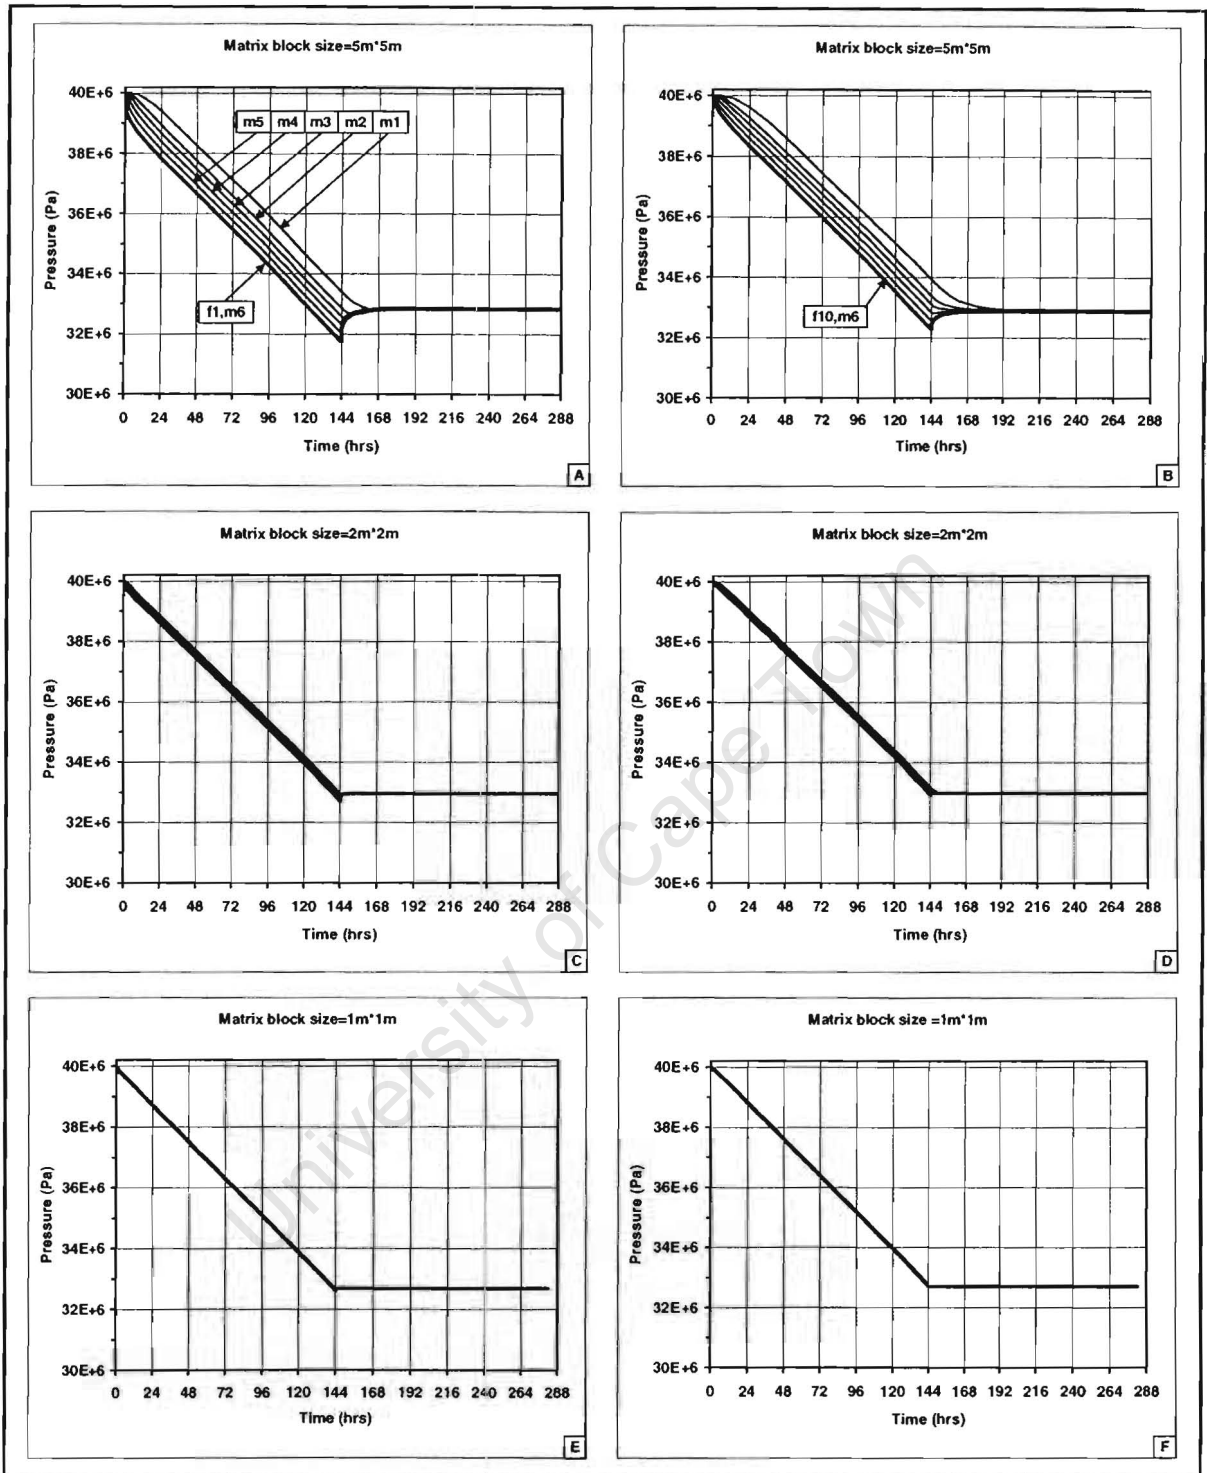 Matrix block size=5m*5m
40E+6
38E+6
36E+6
34E+6
32E+6
30E+6
Pressure (Pa)
m5 m4 m3 m2 m1
f1,m6
0 24 48 72 96 120 144 168 192 216 240 264 288
Time (hrs)
A
Matrix block size=5m*5m
40E+6
38E+6
36E+6
34E+6
32E+6
30E+6
Pressure (Pa)
f10,m6
0 24 48 72 96 120 144 168 192 216 240 264 288
Time (hrs)
B
Matrix block size=2m*2m
40E+6
38E+6
36E+6
34E+6
32E+6
30E+6
Pressure (Pa)
0 24 48 72 96 120 144 168 192 216 240 264 288
Time (hrs)
C
Matrix block size=2m*2m
40E+6
38E+6
36E+6
34E+6
32E+6
30E+6
Pressure (Pa)
0 24 48 72 96 120 144 168 192 216 240 264 288
Time (hrs)
D
Matrix block size=1m*1m
40E+6
38E+6
36E+6
34E+6
32E+6
30E+6
Pressure (Pa)
0 24 48 72 96 120 144 168 192 216 240 264 288
Time (hrs)
E
Matrix block size =1m*1m
40E+6
38E+6
36E+6
34E+6
32E+6
30E+6
Pressure (Pa)
0 24 48 72 96 120 144 168 192 216 240 264 288
Time (hrs)
F
University of Cape Town